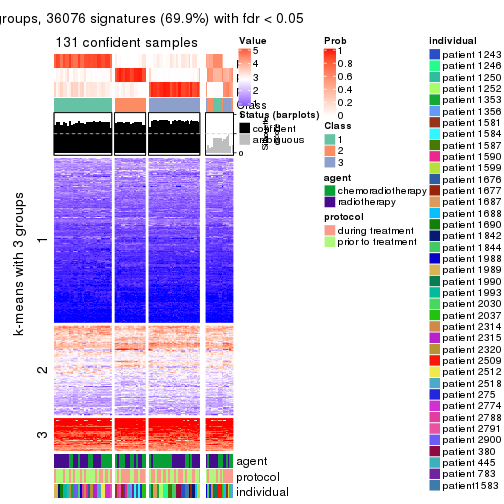 groups, 36076 signatures (69.9%) with fdr < 0.05
131 confident samples
k-means with 3 groups
1
2
3
Class
agent
protocol
individual
0
Value
5
4
3
2
1
Status (barplots)
confident
ambiguous
Prob
1
0.8
0.6
0.4
0.2
0
Class
1
2
3
agent
chemoradiotherapy
radiotherapy
protocol
during treatment
prior to treatment
individual
patient 1243
patient 1246
patient 1250
patient 1252
patient 1353
patient 1356
patient 1581
patient 1584
patient 1587
patient 1590
patient 1599
patient 1676
patient 1677
patient 1687
patient 1688
patient 1690
patient 1842
patient 1844
patient 1988
patient 1989
patient 1990
patient 1993
patient 2020
patient 2037
patient 2314
patient 2315
patient 2320
patient 2509
patient 2512
patient 2518
patient 275
patient 2774
patient 2788
patient 2791
patient 2900
patient 380
patient 445
patient 783
patient1583